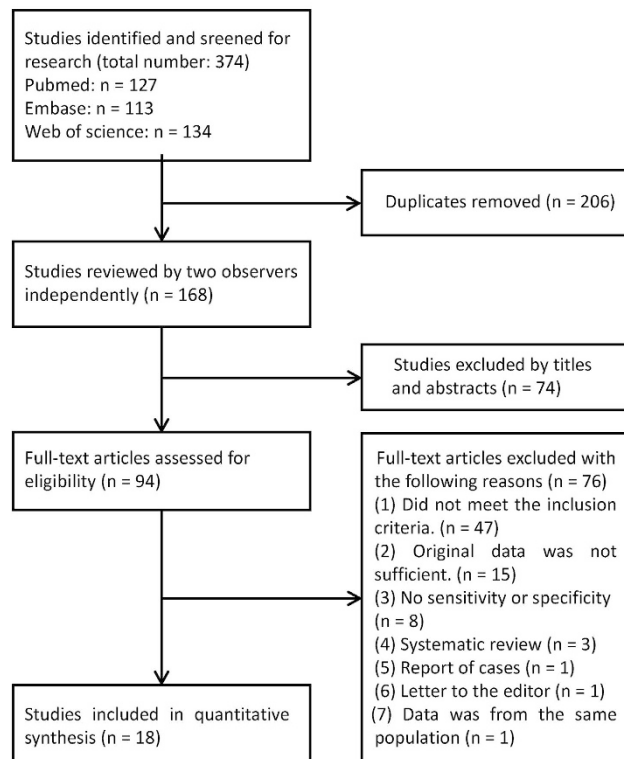 Studies identified and sreened for
research (total number: 374)
Pubmed: n = 127
Embase: n = 113
Web of science: n = 134
Duplicates removed (n = 206)
Studies reviewed by two observers
independently (n = 168)
Studies excluded by titles
and abstracts (n = 74)
Full-text articles assessed for
eligibility (n = 94)
Full-text articles excluded with
the following reasons (n = 76)
(1) Did not meet the inclusion
criteria. (n = 47)
(2) Original data was not
sufficient. (n = 15)
(3) No sensitivity or specificity
(n = 8)
(4) Systematic review (n = 3)
(5) Report of cases (n = 1)
(6) Letter to the editor (n = 1)
(7) Data was from the same
population (n = 1)
Studies included in quantitative
synthesis (n = 18)